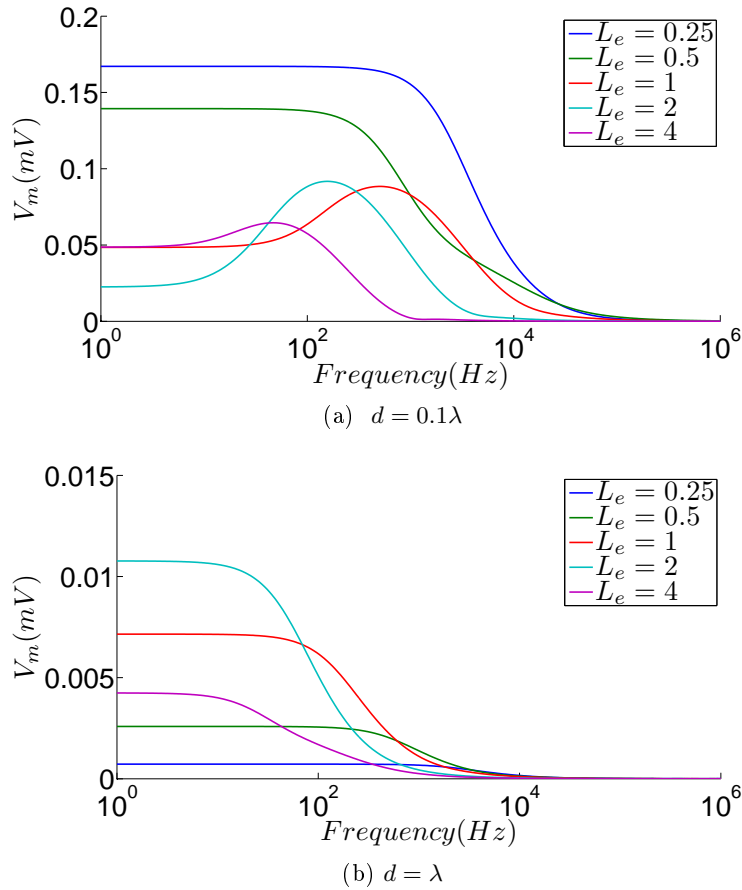 0.2
0.15
0.1
0.05
0
V_m(mV)
10^0
10^2
10^4
10^6
Frequency(Hz)
L_e = 0.25
L_e = 0.5
L_e = 1
L_e = 2
L_e = 4
(a) d = 0.1λ
0.015
0.01
0.005
0
V_m(mV)
10^0
10^2
10^4
10^6
Frequency(Hz)
L_e = 0.25
L_e = 0.5
L_e = 1
L_e = 2
L_e = 4
(b) d = λ